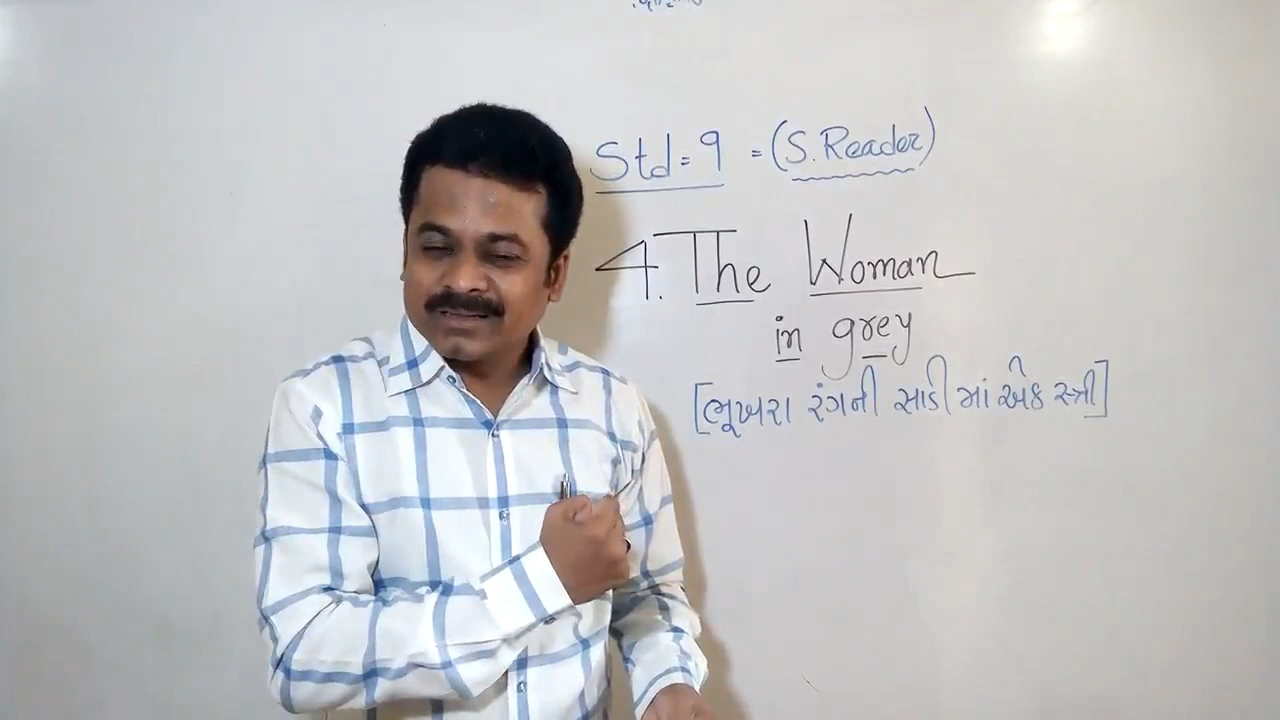 Std = 9 = (S. Reader)
4. The Woman
in grey
[ભૂખરા રંગની સાડીમાં એક સ્ત્રી]